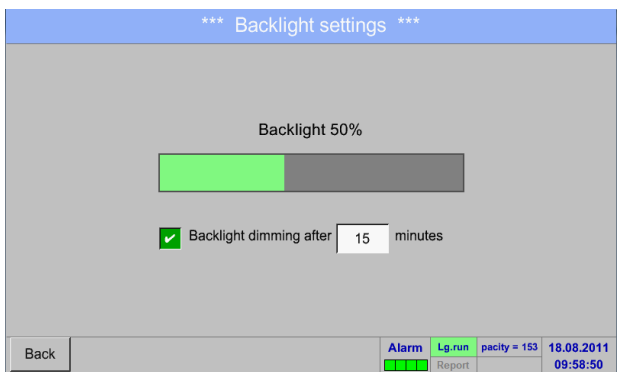 *** Backlight settings ***
Backlight 50%
Backlight dimming after 15 minutes
Back
Alarm
Lg.run
pacity = 153
18.08.2011
Report
09:58:50